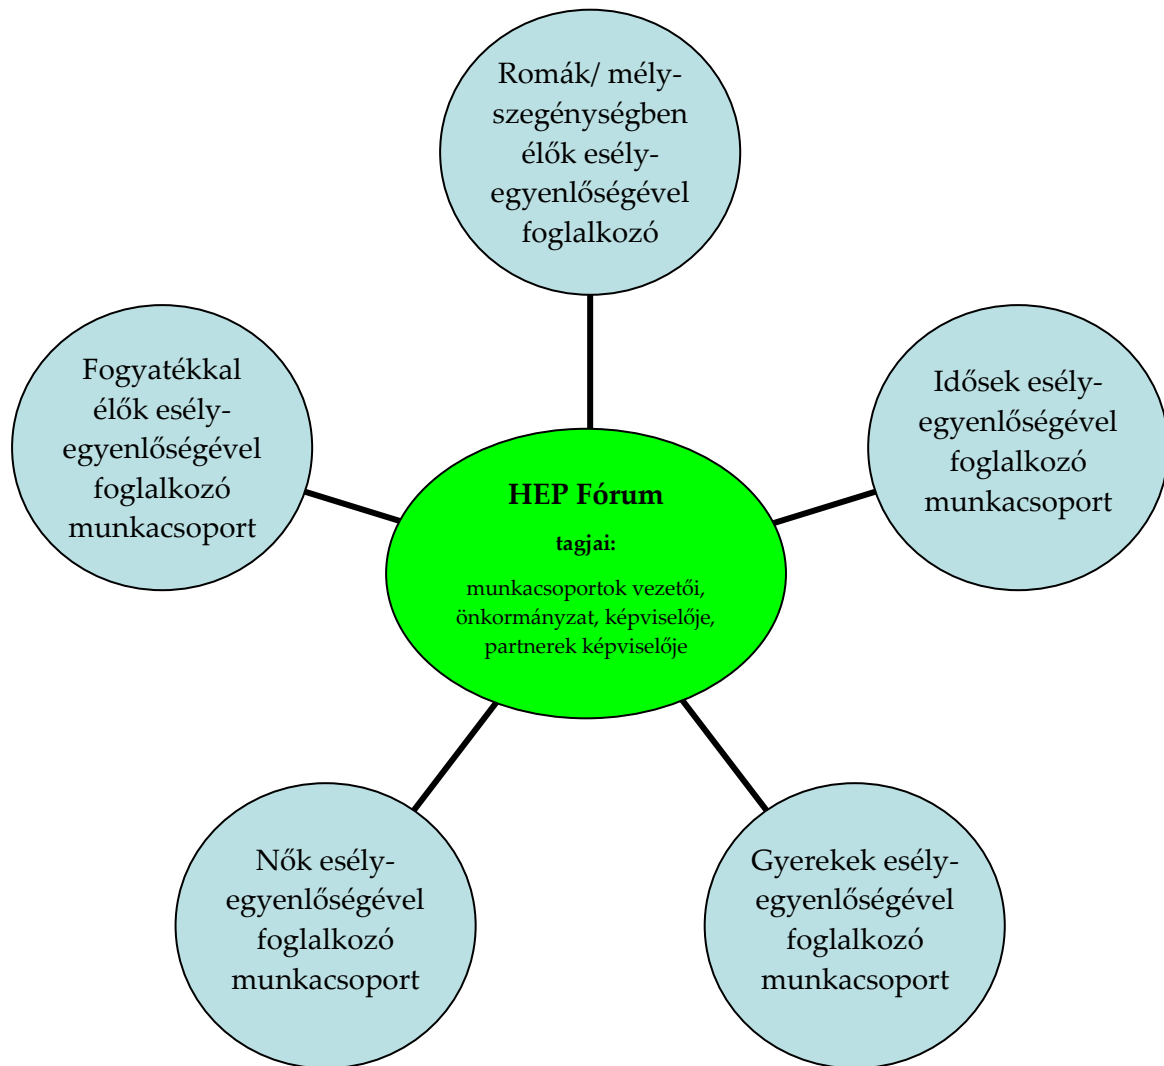 Romák/ mély-
szegénységben
élők esély-
egyenlőségével
foglalkozó
Fogyatékkal
élők esély-
egyenlőségével
foglalkozó
munkacsoport
Idősek esély-
egyenlőségével
foglalkozó
munkacsoport
HEP Fórum
tagjai:
munkacsoportok vezetői,
önkormányzat, képviselője,
partnerek képviselője
Nők esély-
egyenlőségével
foglalkozó
munkacsoport
Gyerekek esély-
egyenlőségével
foglalkozó
munkacsoport